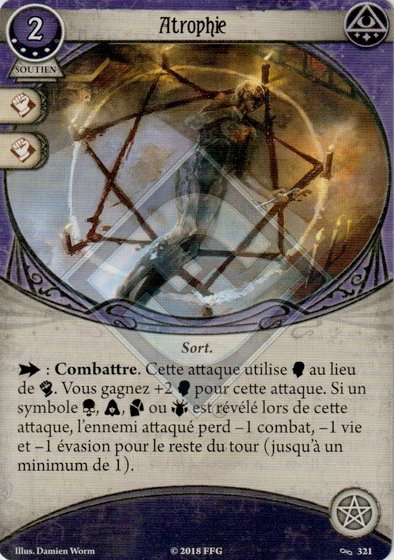 2
Atrophie
SOUTIEN
Sort.
: Combattre. Cette attaque utilise au lieu
de . Vous gagnez +2 pour cette attaque. Si un
symbole , , ou est révélé lors de cette
attaque, l'ennemi attaqué perd –1 combat, –1 vie
et –1 évasion pour le reste du tour (jusqu'à un
minimum de 1).
Illus. Damien Worm
© 2018 FFG
321